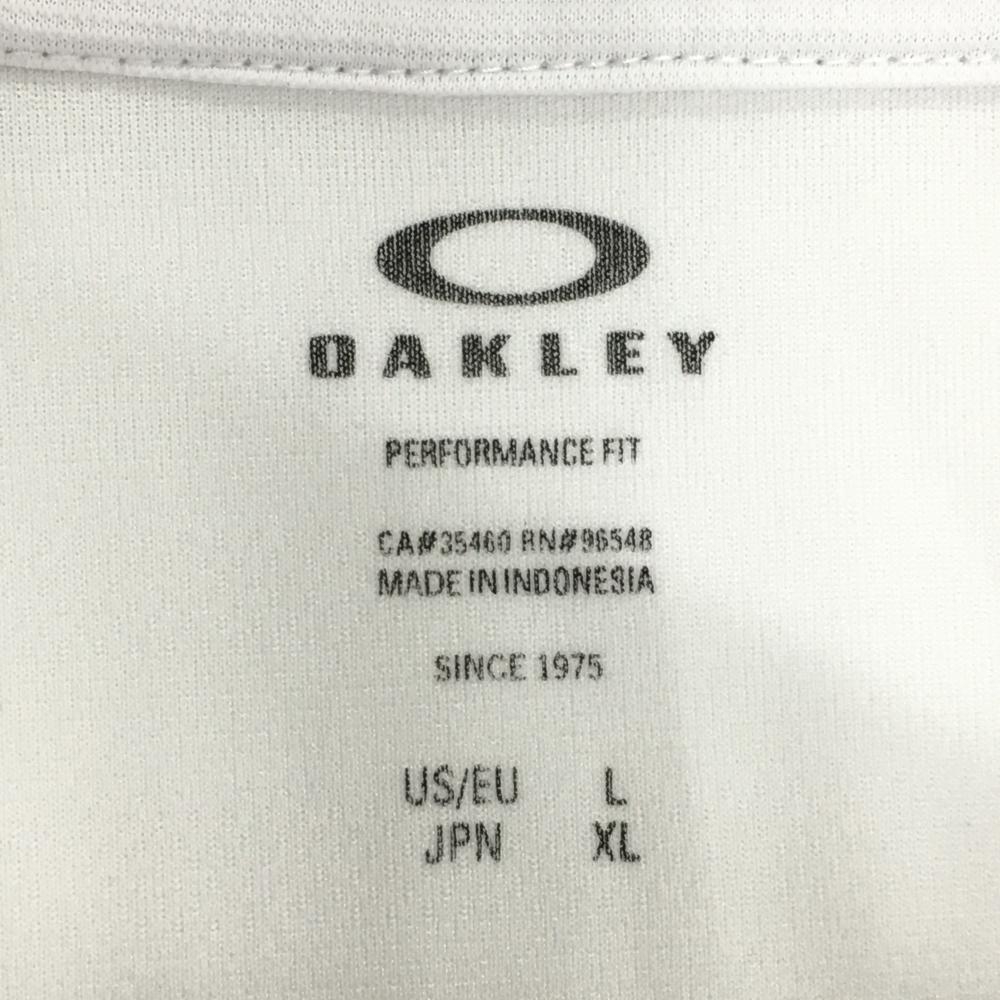 OAKLEY
PERFORMANCE FIT
CA#35460 RN#96548
MADE IN INDONESIA
SINCE 1975
US/EU L
JPN XL